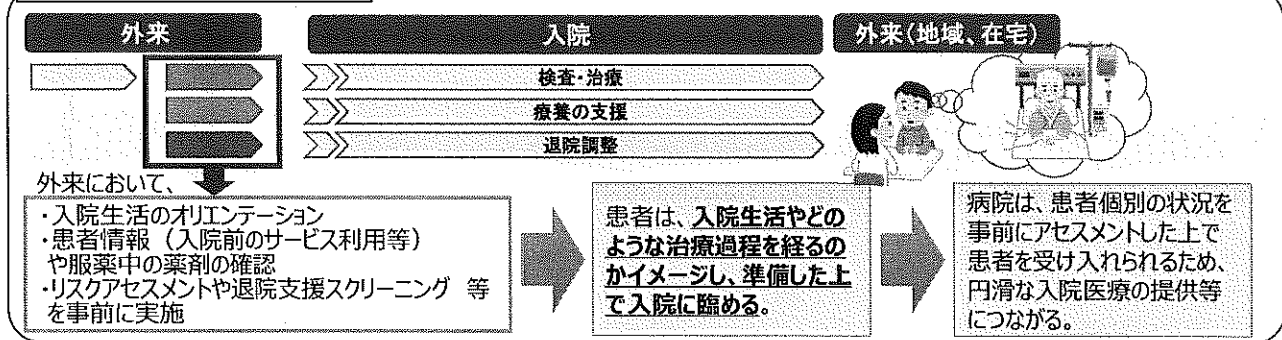 外来
入院
外来(地域、在宅)
検査・治療
療養の支援
退院調整
外来において、
・入院生活のオリエンテーション
・患者情報（入院前のサービス利用等）
や服薬中の薬剤の確認
・リスクアセスメントや退院支援スクリーニング 等
を事前に実施
患者は、入院生活やどの
ような治療過程を経るの
かイメージし、準備した上
で入院に臨める。
病院は、患者個別の状況を
事前にアセスメントした上で
患者を受け入れられるため、
円滑な入院医療の提供等
につながる。